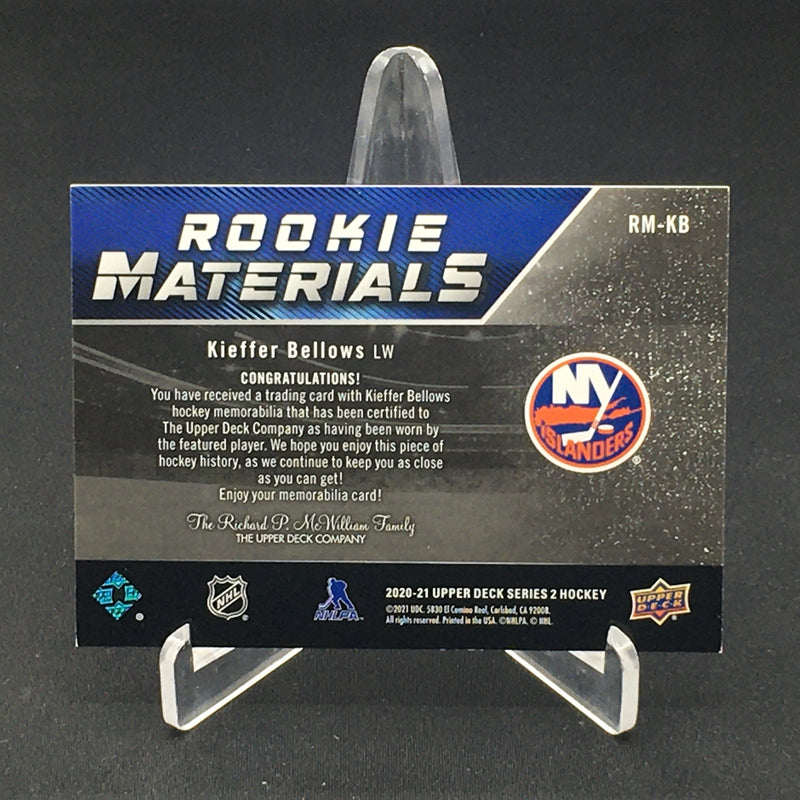 ROOKIE
MATERIALS
RM-KB
Kieffer Bellows LW
CONGRATULATIONS!
You have received a trading card with Kieffer Bellows
hockey memorabilia that has been certified to
The Upper Deck Company as having been worn by
the featured player. We hope you enjoy this piece of
hockey history, as we continue to keep you as close
as you can get!
Enjoy your memorabilia card!
The Richard P. McWilliam Family
THE UPPER DECK COMPANY
NY
ISLANDERS
®
®
NHL
®
NHLPA
2020-21 UPPER DECK SERIES 2 HOCKEY
©2021 UDC. 5830 El Camino Real, Carlsbad, CA 92008.
All rights reserved. Printed in the USA. ©NHLPA. © NHL.
UPPER
DECK
®